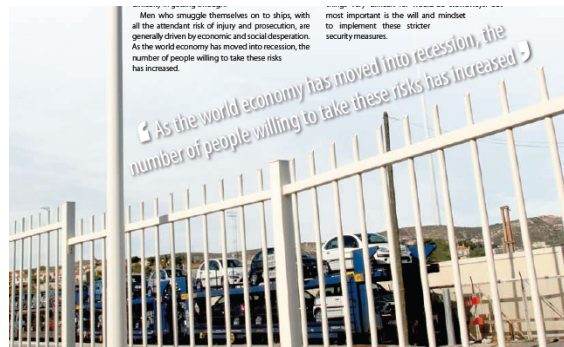 Men who smuggle themselves on to ships, with
all the attendant risk of injury and prosecution, are
generally driven by economic and social desperation.
As the world economy has moved into recession, the
number of people willing to take these risks
has increased.
most important is the will and mindset
to implement these stricter
security measures.
❛ As the world economy has moved into recession, the
number of people willing to take these risks has increased ❜